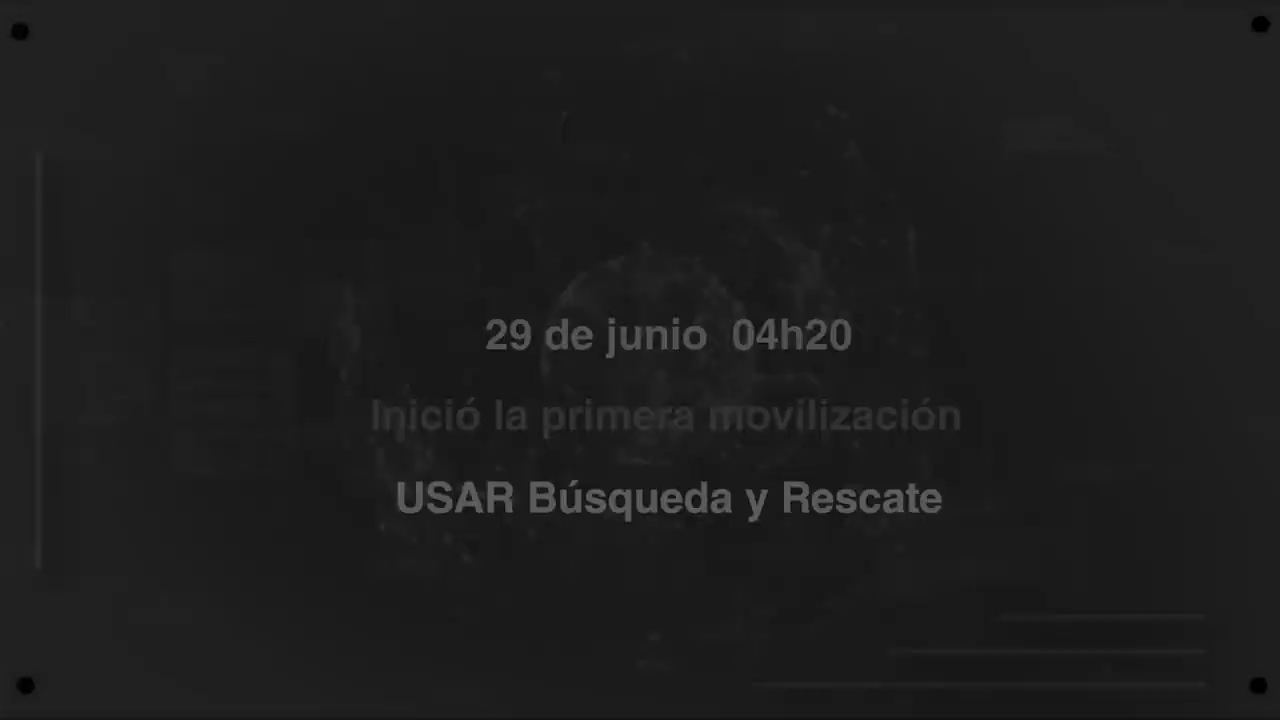 29 de junio 04h20
Inició la primera movilización
USAR Búsqueda y Rescate